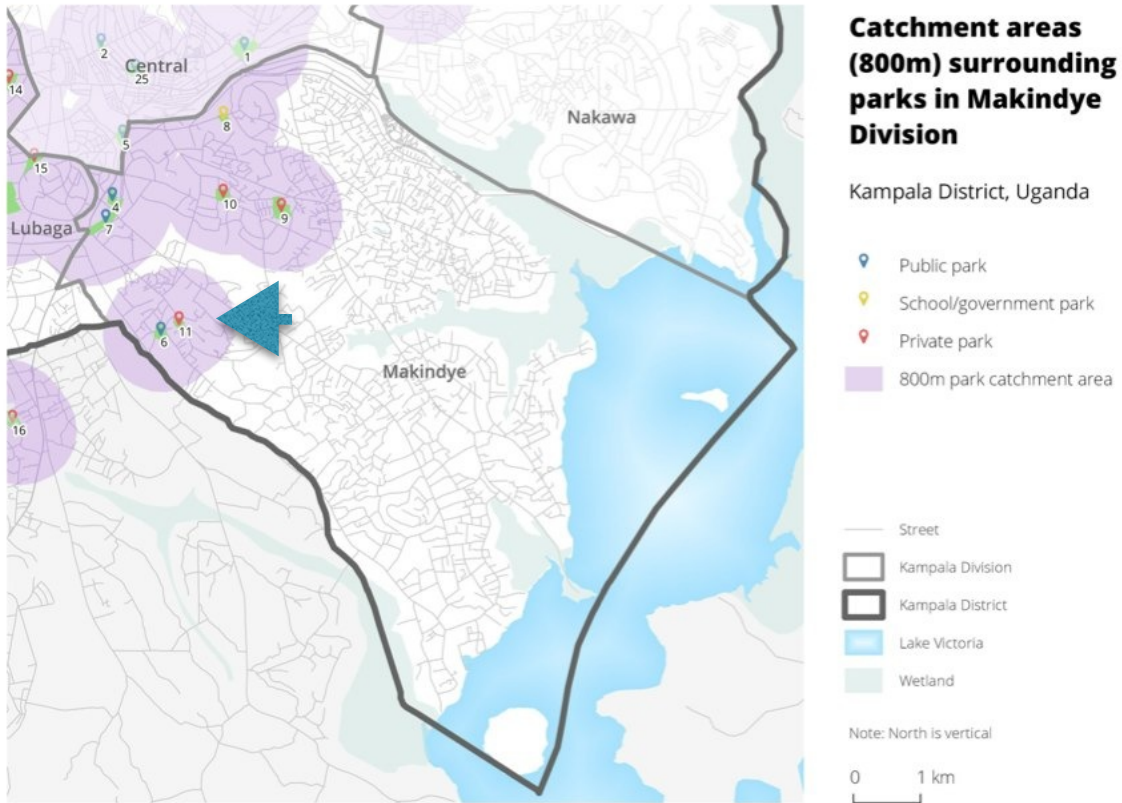 Catchment areas
(800m) surrounding
parks in Makindye
Division
Kampala District, Uganda
Public park
School/government park
Private park
800m park catchment area
Street
Kampala Division
Kampala District
Lake Victoria
Wetland
Note: North is vertical
0 1 km
2
1
Central
25
14
8
Nakawa
5
15
10
4
9
Lubaga
7
11
6
Makindye
16